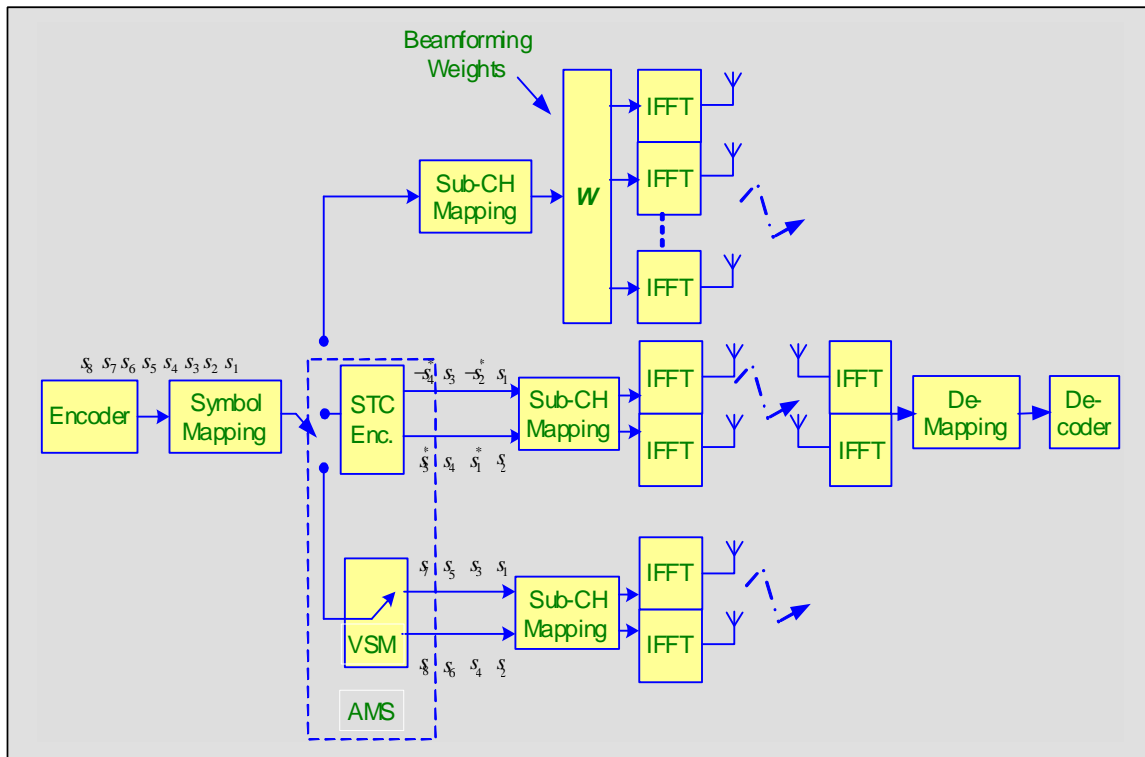 Beamforming
Weights
IFFT
IFFT
Sub-CH
Mapping
W
IFFT
s8 s7 s6 s5 s4 s3 s2 s1
Encoder
Symbol
Mapping
STC
Enc.
-s4* s3 -s2* s1
s3* s4 s1* s2
Sub-CH
Mapping
IFFT
IFFT
IFFT
IFFT
De-
Mapping
De-
coder
VSM
AMS
s7 s5 s3 s1
s8 s6 s4 s2
Sub-CH
Mapping
IFFT
IFFT